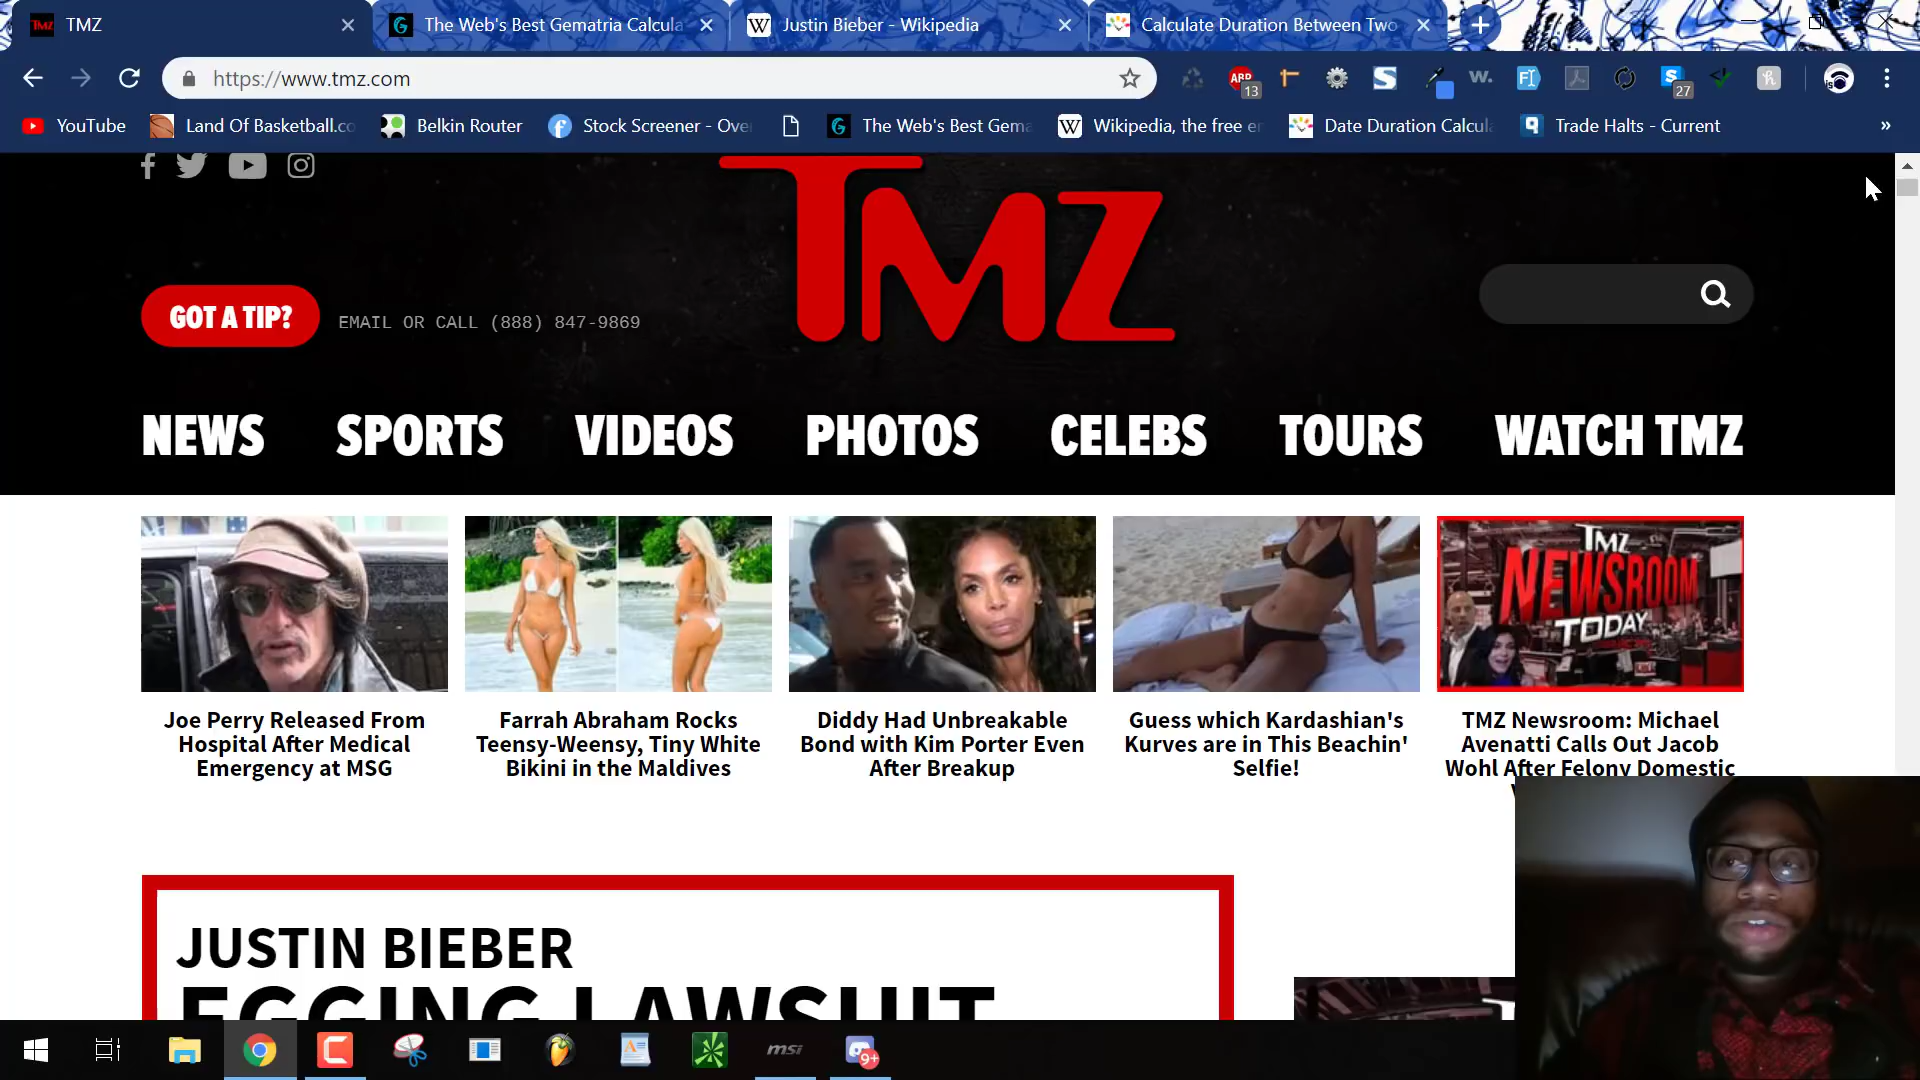 TMZ
The Web's Best Gematria Calcula
Justin Bieber - Wikipedia
Calculate Duration Between Two
https://www.tmz.com
ABP
13
27
YouTube
Land Of Basketball.co
Belkin Router
Stock Screener - Ove
The Web's Best Gema
Wikipedia, the free e
Date Duration Calcul
Trade Halts - Current
TMZ
GOT A TIP?
EMAIL OR CALL (888) 847-9869
NEWS
SPORTS
VIDEOS
PHOTOS
CELEBS
TOURS
WATCH TMZ
TMZ
NEWSROOM
TODAY
Joe Perry Released From
Hospital After Medical
Emergency at MSG
Farrah Abraham Rocks
Teensy-Weensy, Tiny White
Bikini in the Maldives
Diddy Had Unbreakable
Bond with Kim Porter Even
After Breakup
Guess which Kardashian's
Kurves are in This Beachin'
Selfie!
TMZ Newsroom: Michael
Avenatti Calls Out Jacob
Wohl After Felony Domestic
JUSTIN BIEBER
EGGING LAWSUIT
msi
9+